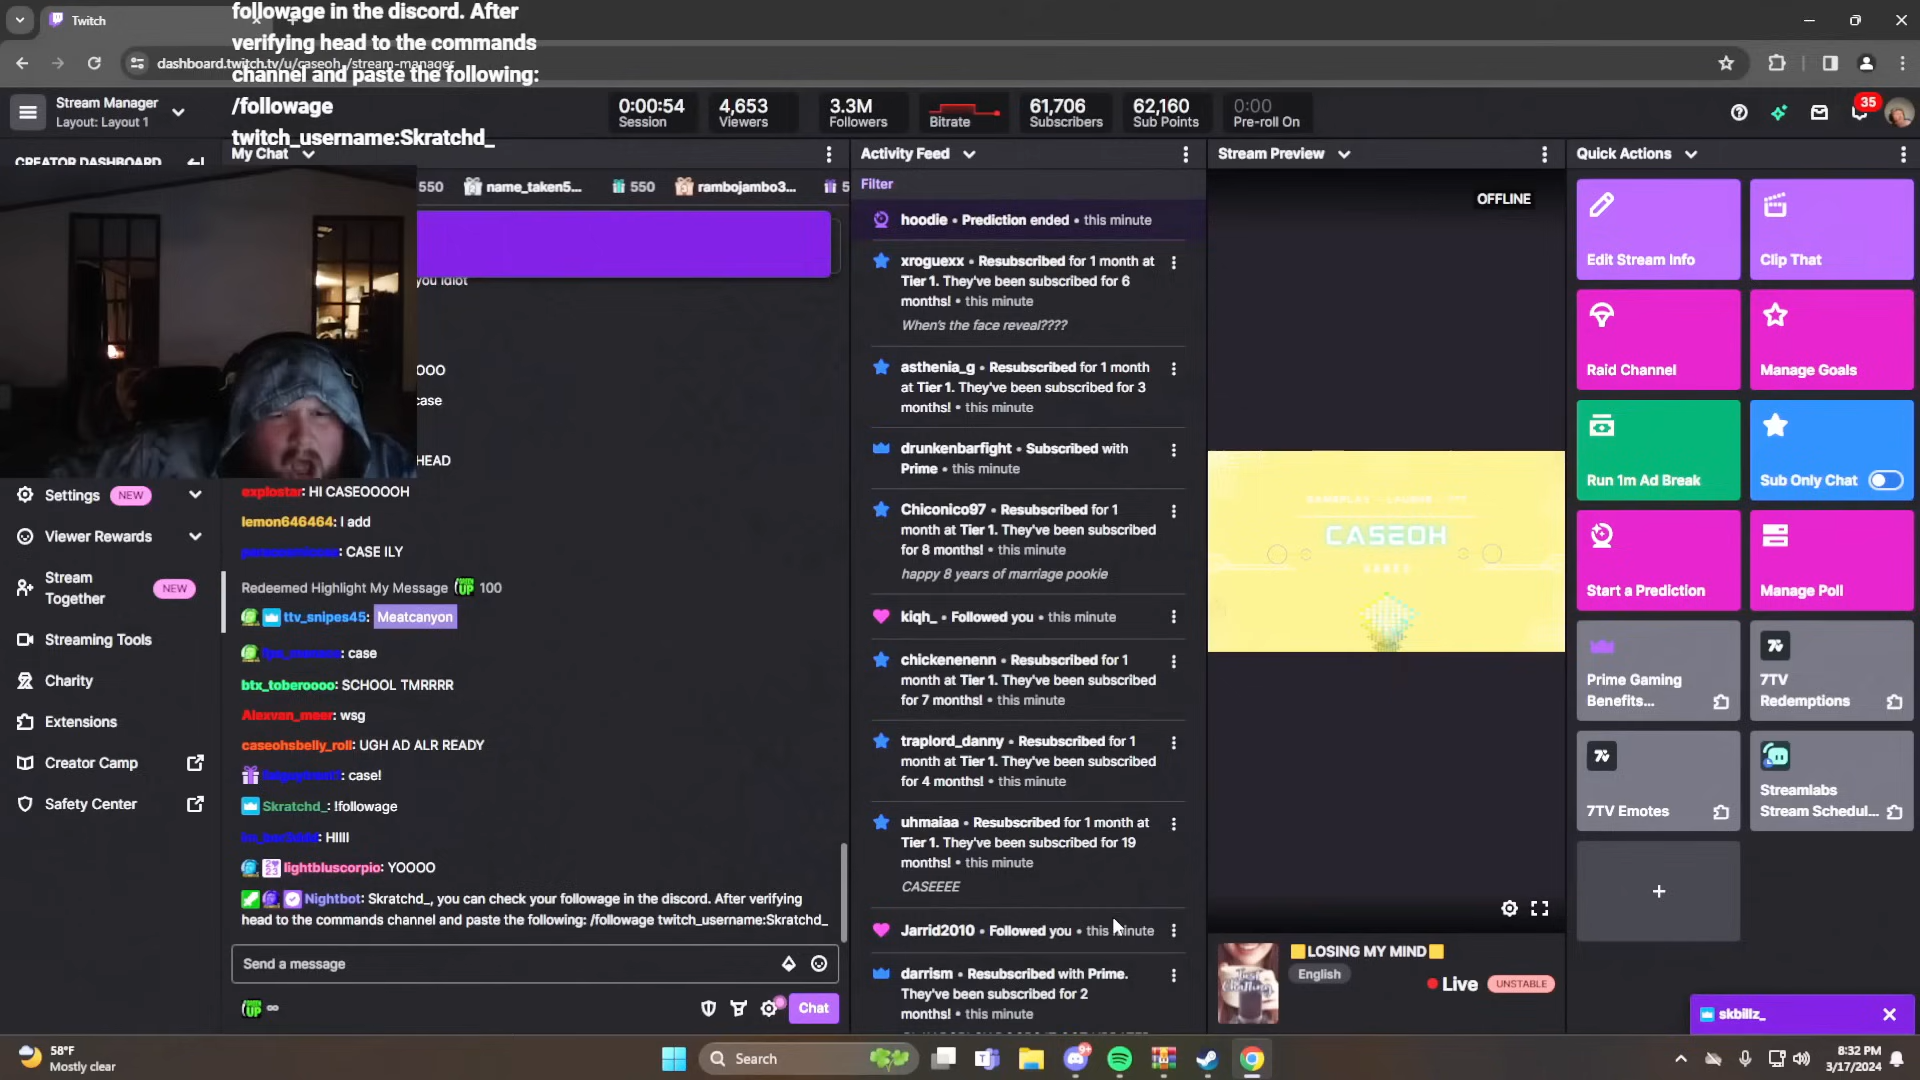 Twitch
followage in the discord. After
verifying head to the commands
channel and paste the following:
/followage
twitch_username:Skratchd_
dashboard.twitch.tv/u/caseoh_/stream-manager
Stream Manager
Layout: Layout 1
0:00:54
Session
4,653
Viewers
3.3M
Followers
Bitrate
61,706
Subscribers
62,160
Sub Points
0:00
Pre-roll On
35
CREATOR DASHBOARD
Settings NEW
Viewer Rewards
Stream
Together NEW
Streaming Tools
Charity
Extensions
Creator Camp
Safety Center
My Chat
550 name_taken5... 550 rambojambo3... 5
you idiot
OOO
case
HEAD
explostar: HI CASEOOOOH
lemon646464: I add
: CASE ILY
Redeemed Highlight My Message 100
ttv_snipes45: Meatcanyon
: case
btx_toberoooo: SCHOOL TMRRRR
Alexvan_meer: wsg
caseohsbelly_roll: UGH AD ALR READY
: case!
Skratchd_: !followage
: HIIII
lightbluscorpio: YOOOO
Nightbot: Skratchd_, you can check your followage in the discord. After verifying
head to the commands channel and paste the following: /followage twitch_username:Skratchd_
Send a message
∞
Chat
Activity Feed
Filter
hoodie • Prediction ended • this minute
xroguexx • Resubscribed for 1 month at
Tier 1. They've been subscribed for 6
months! • this minute
When's the face reveal????
asthenia_g • Resubscribed for 1 month
at Tier 1. They've been subscribed for 3
months! • this minute
drunkenbarfight • Subscribed with
Prime • this minute
Chiconico97 • Resubscribed for 1
month at Tier 1. They've been subscribed
for 8 months! • this minute
happy 8 years of marriage pookie
kiqh_ • Followed you • this minute
chickenenenn • Resubscribed for 1
month at Tier 1. They've been subscribed
for 7 months! • this minute
traplord_danny • Resubscribed for 1
month at Tier 1. They've been subscribed
for 4 months! • this minute
uhmaiaa • Resubscribed for 1 month at
Tier 1. They've been subscribed for 19
months! • this minute
CASEEEE
Jarrid2010 • Followed you • this minute
darrism • Resubscribed with Prime.
They've been subscribed for 2
months! • this minute
Stream Preview
OFFLINE
CASEOH
LOSING MY MIND
English
Live UNSTABLE
Just Chatting
Quick Actions
Edit Stream Info
Clip That
Raid Channel
Manage Goals
Run 1m Ad Break
Sub Only Chat
Start a Prediction
Manage Poll
Prime Gaming
Benefits...
7TV
Redemptions
7TV Emotes
Streamlabs
Stream Schedul...
skbillz_
58°F
Mostly clear
Search
8:32 PM
3/17/2024